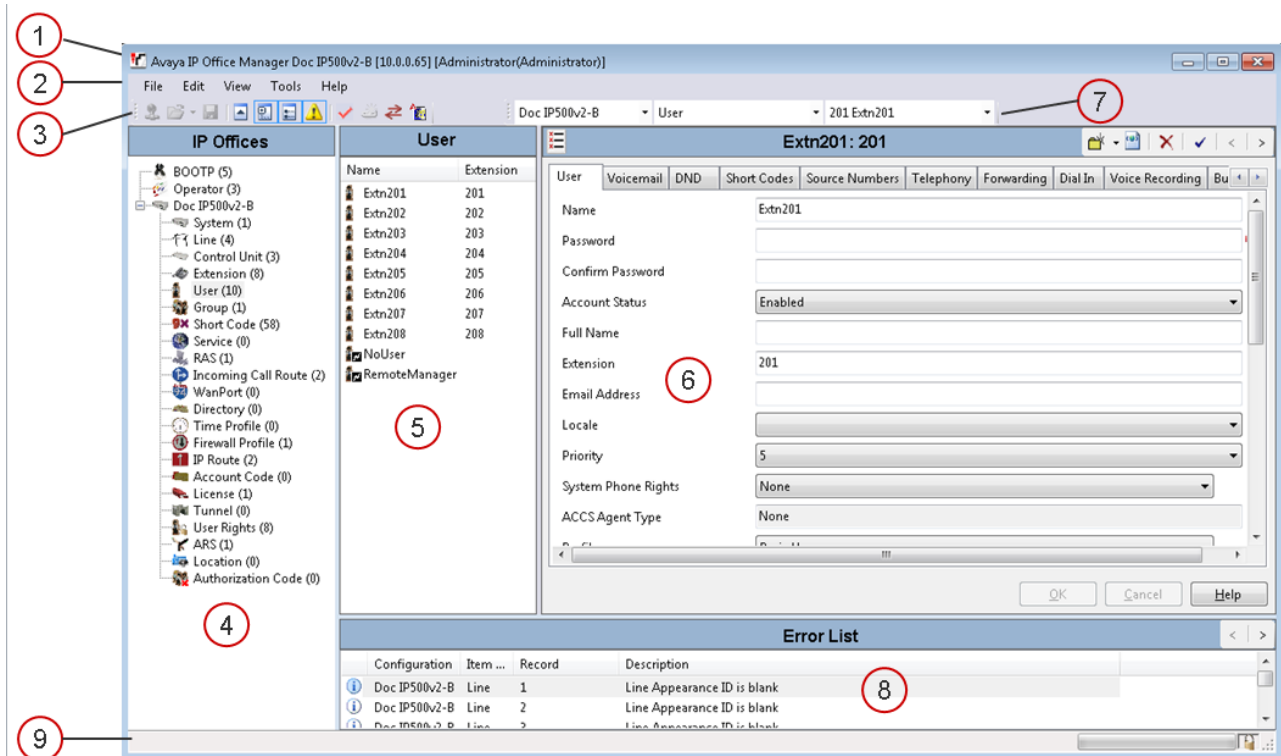 1
Avaya IP Office Manager Doc IP500v2-B [10.0.0.65] [Administrator(Administrator)]
2
File Edit View Tools Help
3
Doc IP500v2-B User 201 Extn201
7
IP Offices
BOOTP (5)
Operator (3)
Doc IP500v2-B
System (1)
Line (4)
Control Unit (3)
Extension (8)
User (10)
Group (1)
Short Code (58)
Service (0)
RAS (1)
Incoming Call Route (2)
WanPort (0)
Directory (0)
Time Profile (0)
Firewall Profile (1)
IP Route (2)
Account Code (0)
License (1)
Tunnel (0)
User Rights (8)
ARS (1)
Location (0)
Authorization Code (0)
4
User
Name Extension
Extn201 201
Extn202 202
Extn203 203
Extn204 204
Extn205 205
Extn206 206
Extn207 207
Extn208 208
NoUser
RemoteManager
5
Extn201: 201
User Voicemail DND Short Codes Source Numbers Telephony Forwarding Dial In Voice Recording Bu
Name Extn201
Password
Confirm Password
Account Status Enabled
Full Name
Extension 201
6
Email Address
Locale
Priority 5
System Phone Rights None
ACCS Agent Type None
OK Cancel Help
Error List
Configuration Item ... Record Description
Doc IP500v2-B Line 1 Line Appearance ID is blank
Doc IP500v2-B Line 2 Line Appearance ID is blank
Doc IP500v2-B Line Line Appearance ID is blank
8
9